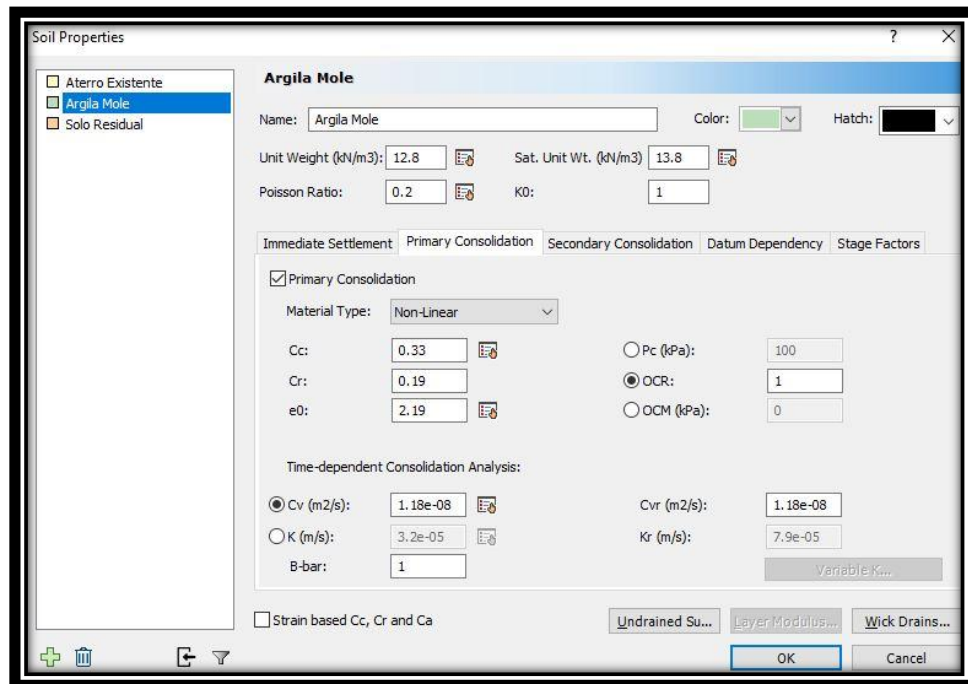 Soil Properties ? X
Aterro Existente
Argila Mole
Solo Residual
Argila Mole
Name: Argila Mole Color: Hatch:
Unit Weight (kN/m3): 12.8 Sat. Unit Wt. (kN/m3) 13.8
Poisson Ratio: 0.2 K0: 1
Immediate Settlement Primary Consolidation Secondary Consolidation Datum Dependency Stage Factors
Primary Consolidation
Material Type: Non-Linear
Cc: 0.33 Pc (kPa): 100
Cr: 0.19 OCR: 1
e0: 2.19 OCM (kPa): 0
Time-dependent Consolidation Analysis:
Cv (m2/s): 1.18e-08 Cvr (m2/s): 1.18e-08
K (m/s): 3.2e-05 Kr (m/s): 7.9e-05
B-bar: 1 Variable K...
Strain based Cc, Cr and Ca Undrained Su... Layer Modulus... Wick Drains...
OK Cancel